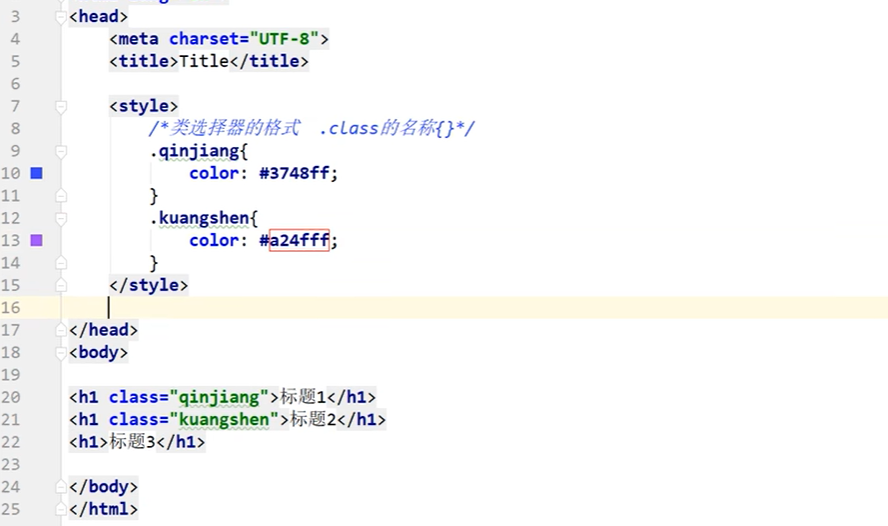 3 <head>
4     <meta charset="UTF-8">
5     <title>Title</title>
6
7     <style>
8         /*类选择器的格式  .class的名称{}*/
9         .qinjiang{
10             color: #3748ff;
11         }
12         .kuangshen{
13             color: #a24fff;
14         }
15     </style>
16
17 </head>
18 <body>
19
20 <h1 class="qinjiang">标题1</h1>
21 <h1 class="kuangshen">标题2</h1>
22 <h1>标题3</h1>
23
24 </body>
25 </html>